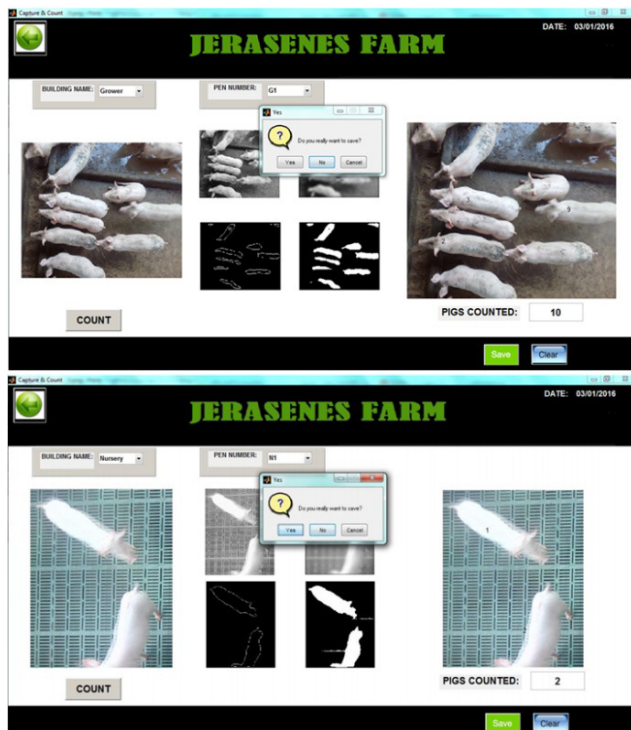 Capture & Count
DATE: 03/01/2016
JERASENES FARM
BUILDING NAME: Grower
PEN NUMBER: G1
Yes
Do you really want to save?
Yes No Cancel
COUNT
PIGS COUNTED: 10
Save Clear
Capture & Count
DATE: 03/01/2016
JERASENES FARM
BUILDING NAME: Nursery
PEN NUMBER: N1
Yes
Do you really want to save?
Yes No Cancel
1
COUNT
PIGS COUNTED: 2
Save Clear